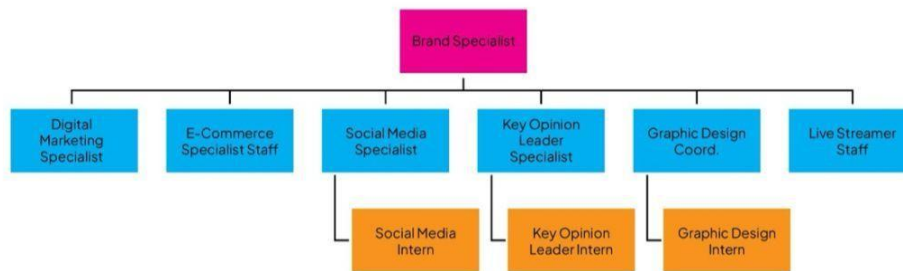 Brand Specialist
Digital
Marketing
Specialist
E-Commerce
Specialist Staff
Social Media
Specialist
Key Opinion
Leader
Specialist
Graphic Design
Coord.
Live Streamer
Staff
Social Media
Intern
Key Opinion
Leader Intern
Graphic Design
Intern